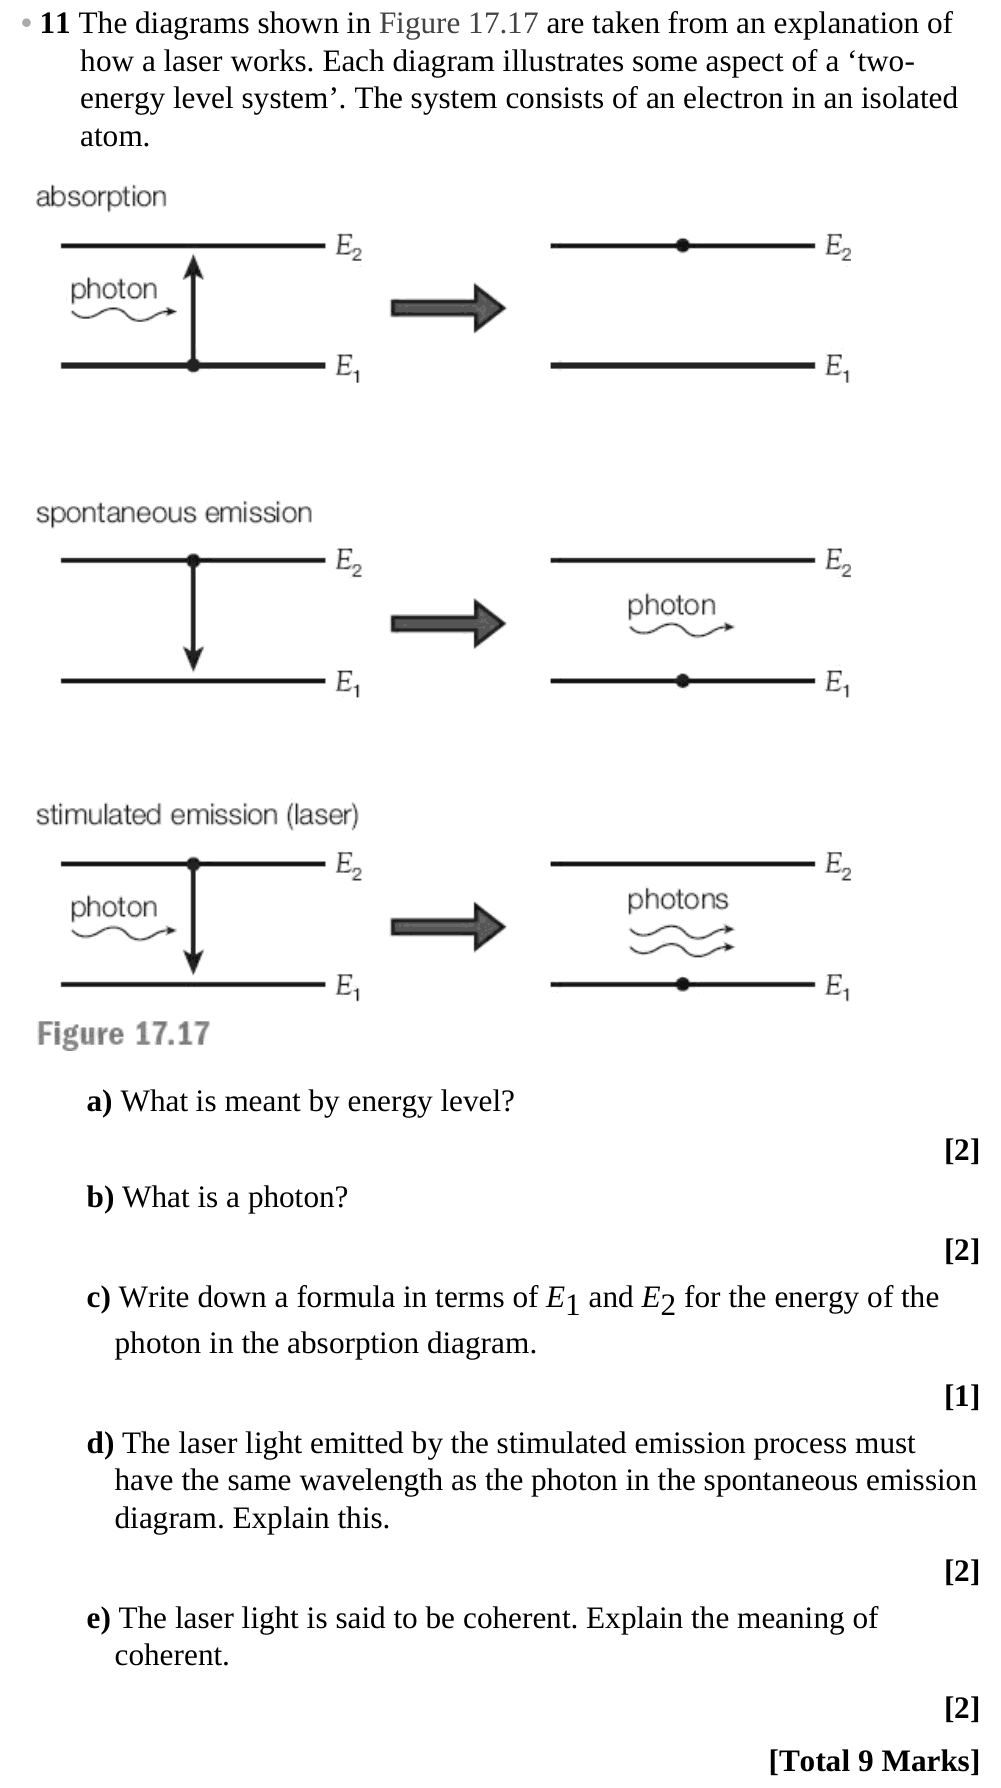 • 11 The diagrams shown in Figure 17.17 are taken from an explanation of
how a laser works. Each diagram illustrates some aspect of a ‘two-
energy level system’. The system consists of an electron in an isolated
atom.
absorption
E2 E2
photon
E1 E1
spontaneous emission
E2 E2
photon
E1 E1
stimulated emission (laser)
E2 E2
photon photons
E1 E1
Figure 17.17
a) What is meant by energy level?
[2]
b) What is a photon?
[2]
c) Write down a formula in terms of E1 and E2 for the energy of the
photon in the absorption diagram.
[1]
d) The laser light emitted by the stimulated emission process must
have the same wavelength as the photon in the spontaneous emission
diagram. Explain this.
[2]
e) The laser light is said to be coherent. Explain the meaning of
coherent.
[2]
[Total 9 Marks]